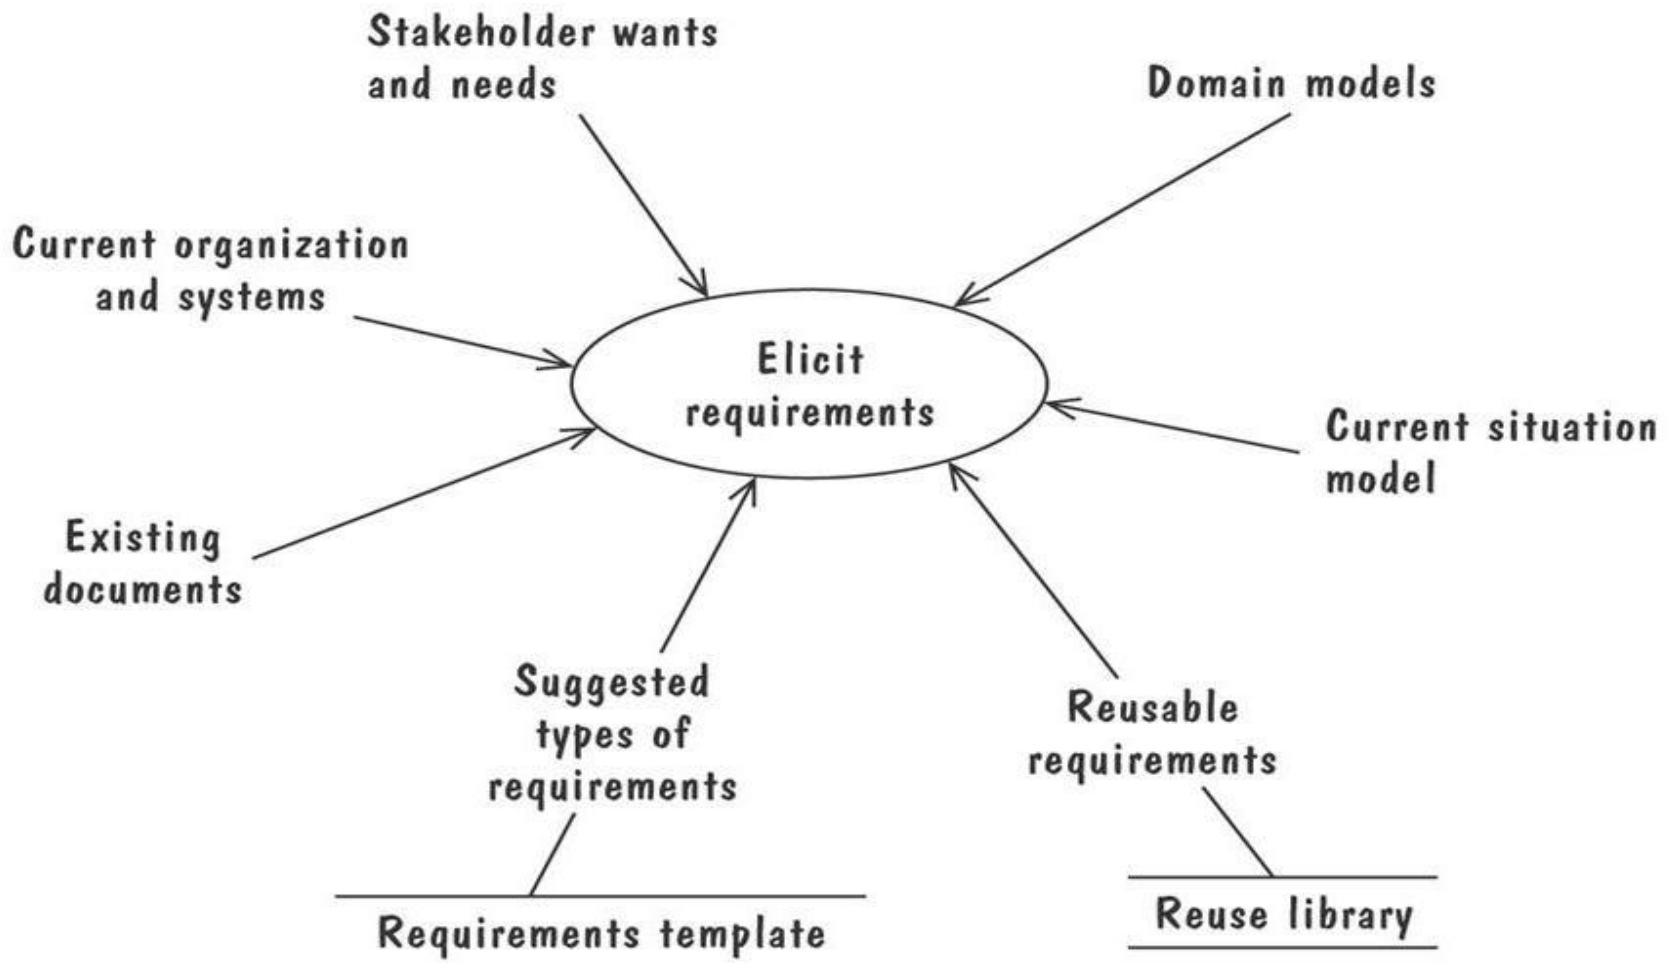 Stakeholder wants
and needs
Domain models
Current organization
and systems
Elicit
requirements
Current situation
model
Existing
documents
Suggested
types of
requirements
Reusable
requirements
Requirements template
Reuse library